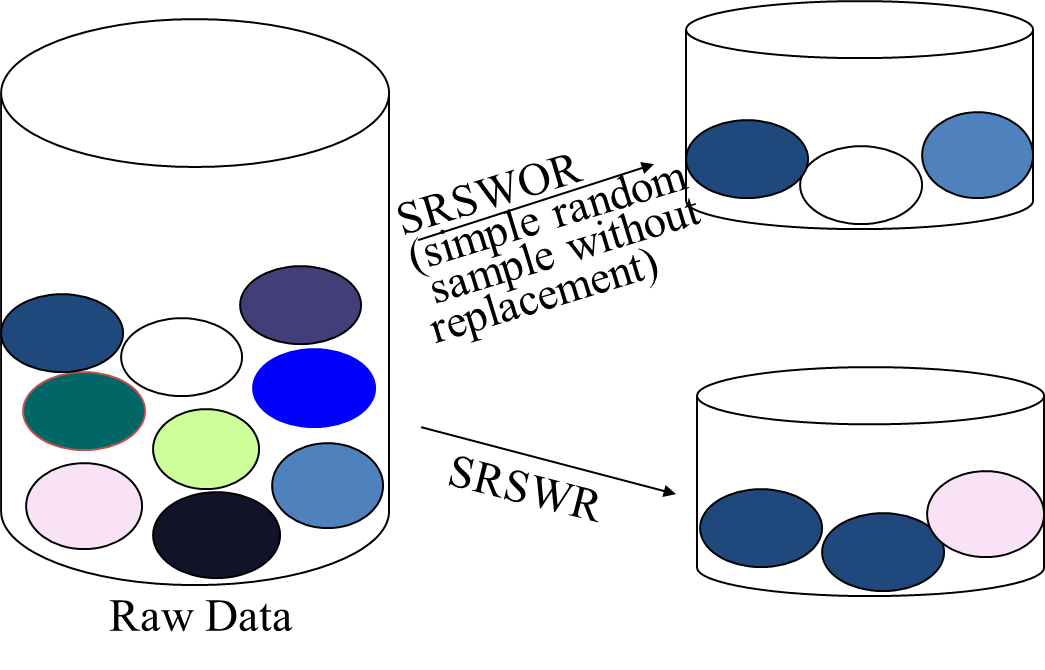 SRSWOR
(simple random
sample without
replacement)
SRSWR
Raw Data